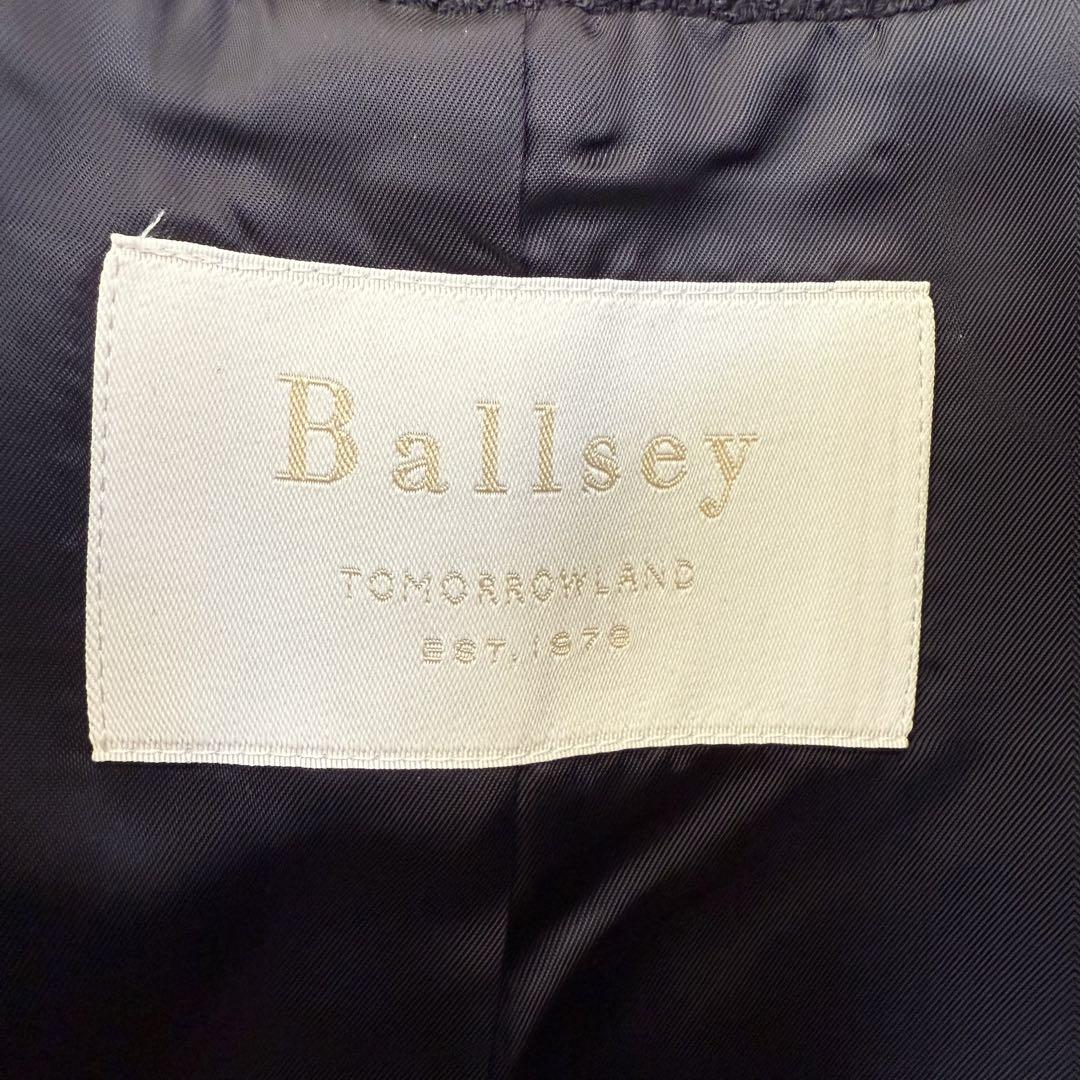 Ballsey
TOMORROWLAND
EST. 1978